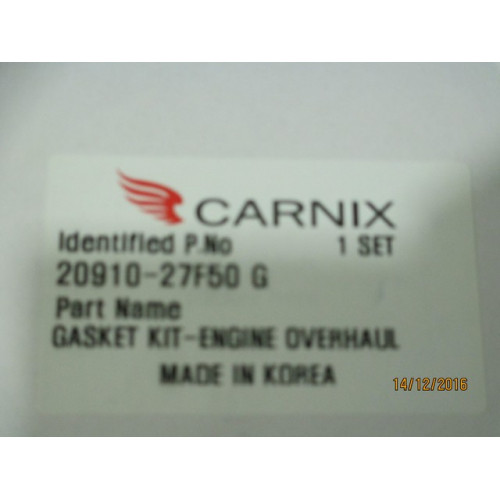 CARNIX
Identified P.No 1 SET
20910-27F50 G
Part Name
GASKET KIT-ENGINE OVERHAUL
MADE IN KOREA
14/12/2016